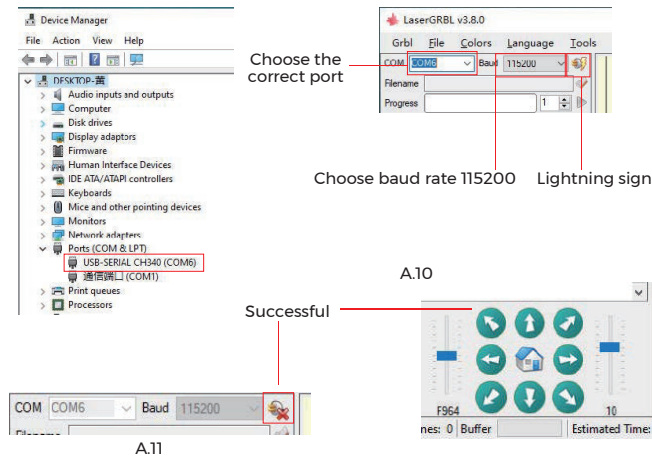 Device Manager
File Action View Help
DESKTOP-黄
Audio inputs and outputs
Computer
Disk drives
Display adaptors
Firmware
Human Interface Devices
IDE ATA/ATAPI controllers
Keyboards
Mice and other pointing devices
Monitors
Network adapters
Ports (COM & LPT)
USB-SERIAL CH340 (COM6)
通信端口 (COM1)
Print queues
Processors
Choose the
correct port
LaserGRBL v3.8.0
Grbl File Colors Language Tools
COM COM6 Baud 115200
Filename
Progress 1
Choose baud rate 115200
Lightning sign
A.10
Successful
F964
10
nes: 0 Buffer Estimated Time:
COM COM6 Baud 115200
Filename
A.11